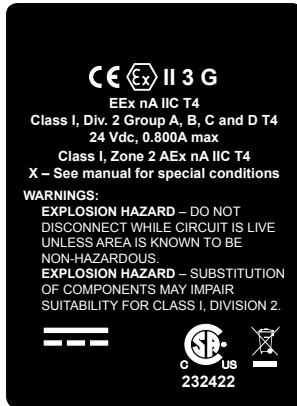 CE Ex II 3 G
EEx nA IIC T4
Class I, Div. 2 Group A, B, C and D T4
24 Vdc, 0.800A max
Class I, Zone 2 AEx nA IIC T4
X – See manual for special conditions
WARNINGS:
EXPLOSION HAZARD – DO NOT
DISCONNECT WHILE CIRCUIT IS LIVE
UNLESS AREA IS KNOWN TO BE
NON-HAZARDOUS.
EXPLOSION HAZARD – SUBSTITUTION
OF COMPONENTS MAY IMPAIR
SUITABILITY FOR CLASS I, DIVISION 2.
SA
C US
232422